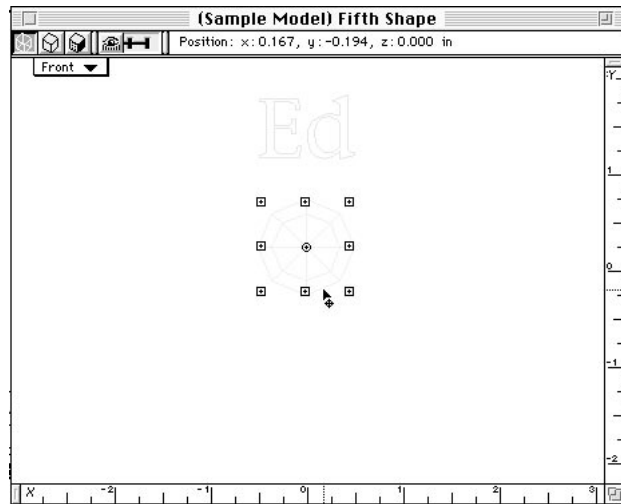 (Sample Model) Fifth Shape
Position: x:0.167, y:-0.194, z:0.000 in
Front
Y
Ed
1
0
-1
-2
X -2 -1 0 1 2 3